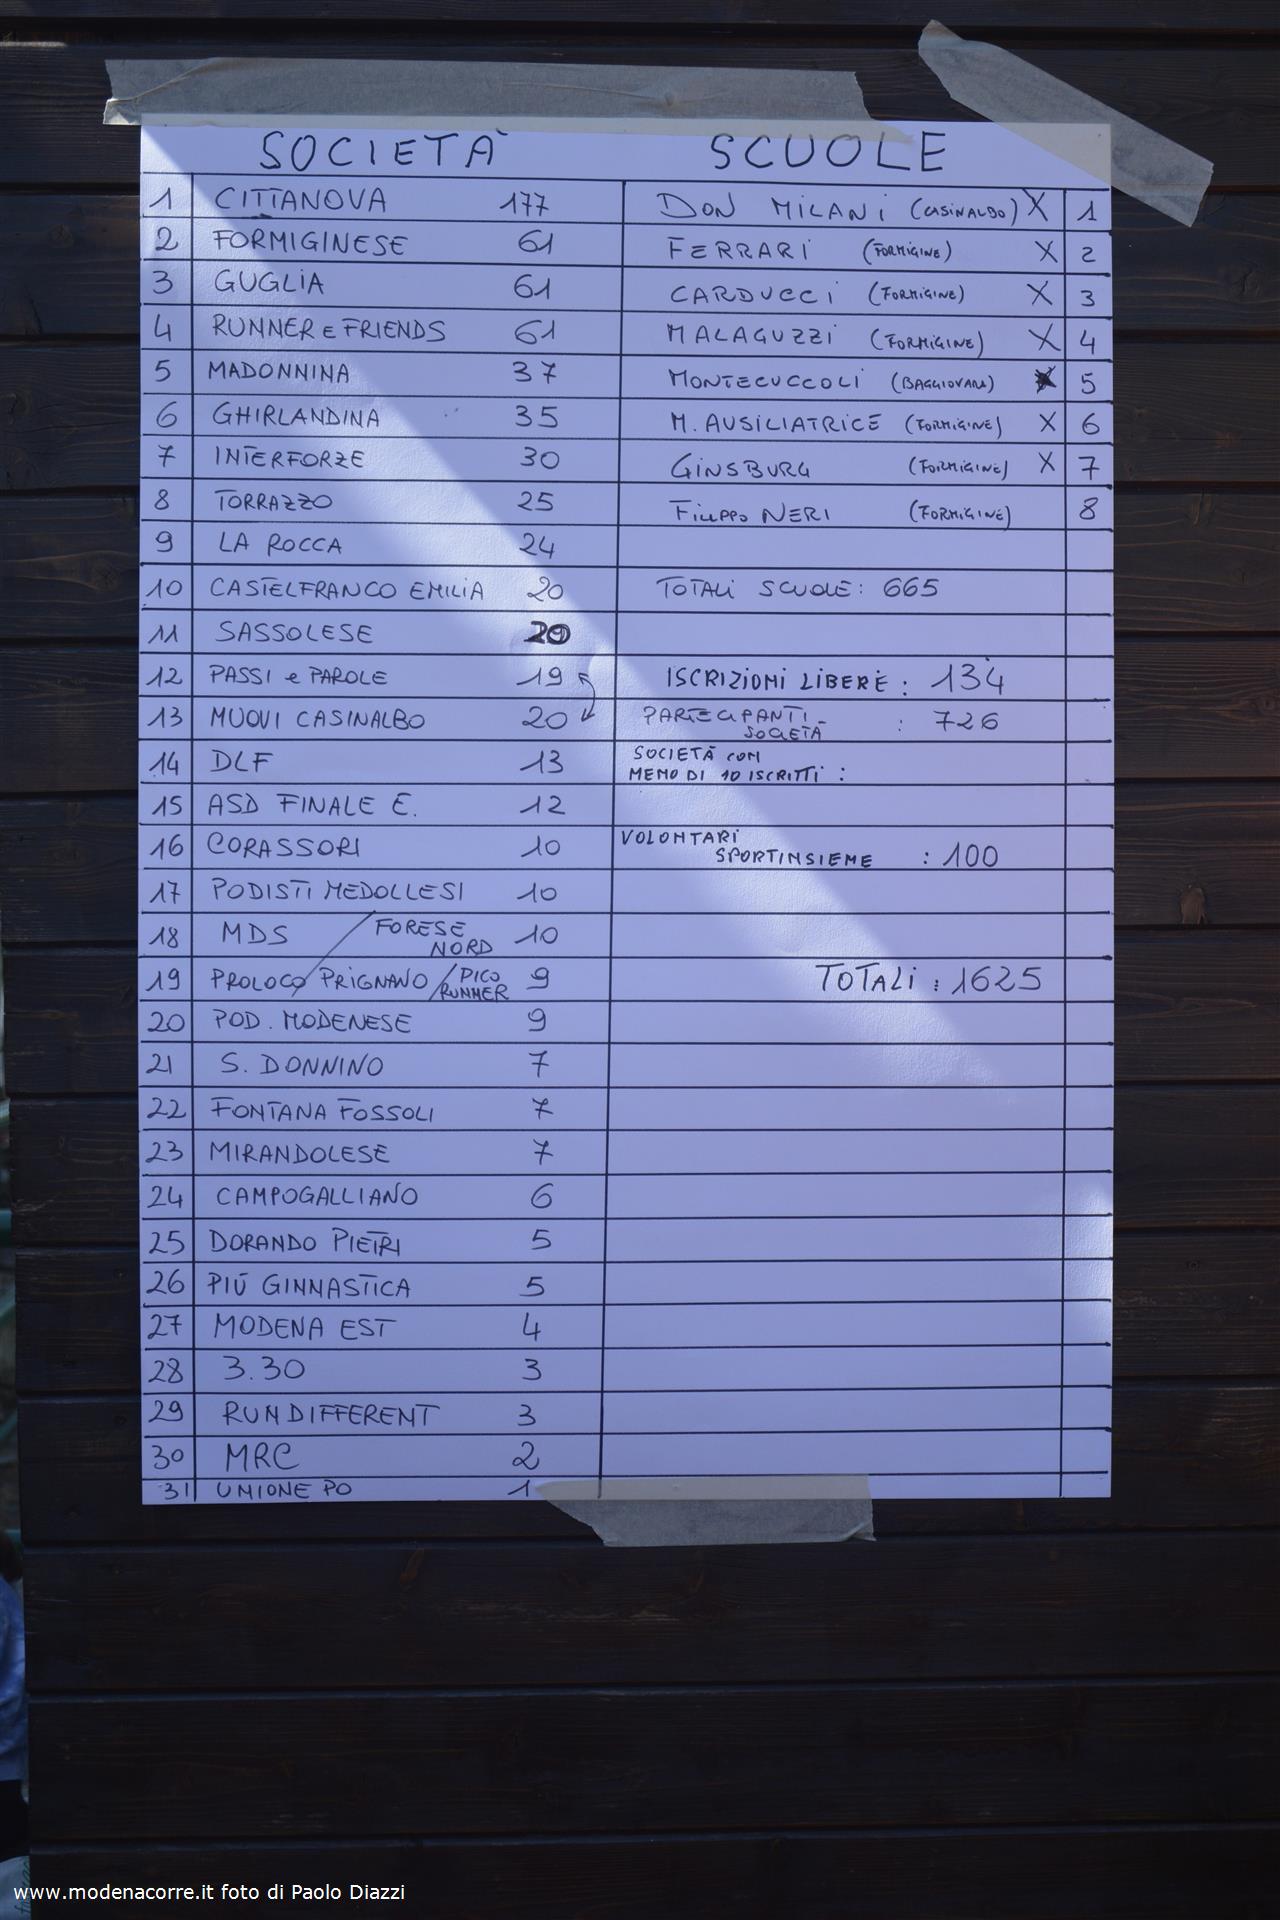 SOCIETÀ
1 CITTANOVA 177
2 FORMIGINESE 61
3 GUGLIA 61
4 RUNNER e FRIENDS 61
5 MADONNINA 37
6 GHIRLANDINA 35
7 INTERFORZE 30
8 TORRAZZO 25
9 LA ROCCA 24
10 CASTELFRANCO EMILIA 20
11 SASSOLESE 20
12 PASSI e PAROLE 19
13 NUOVI CASINALBO 20
14 DLF 13
15 ASD FINALE E. 12
16 CORASSORI 10
17 PODISTI MEDOLLESI 10
18 MDS / FORESE NORD 10
19 PROLOCO / PRIGNANO / PICO RUNNER 9
20 POD. MODENESE 9
21 S. DONNINO 7
22 FONTANA FOSSOLI 7
23 MIRANDOLESE 7
24 CAMPOGALLIANO 6
25 DORANDO PIETRI 5
26 PIÚ GINNASTICA 5
27 MODENA EST 4
28 3.30 3
29 RUNDIFFERENT 3
30 MRC 2
31 UNIONE PO 1
SCUOLE
DON MILANI (CASINALBO) X 1
FERRARI (FORMIGINE) X 2
CARDUCCI (FORMIGINE) X 3
MALAGUZZI (FORMIGINE) X 4
MONTECUCCOLI (BAGGIOVARA) X 5
M. AUSILIATRICE (FORMIGINE) X 6
GINSBURG (FORMIGINE) X 7
FILIPPO NERI (FORMIGINE) 8
TOTALI SCUOLE: 665
ISCRIZIONI LIBERE: 134
PARTECIPANTI
SOCIETÀ : 726
SOCIETÀ CON
MENO DI 10 ISCRITTI :
VOLONTARI
SPORTINSIEME : 100
TOTALI : 1625
www.modenacorre.it foto di Paolo Diazzi